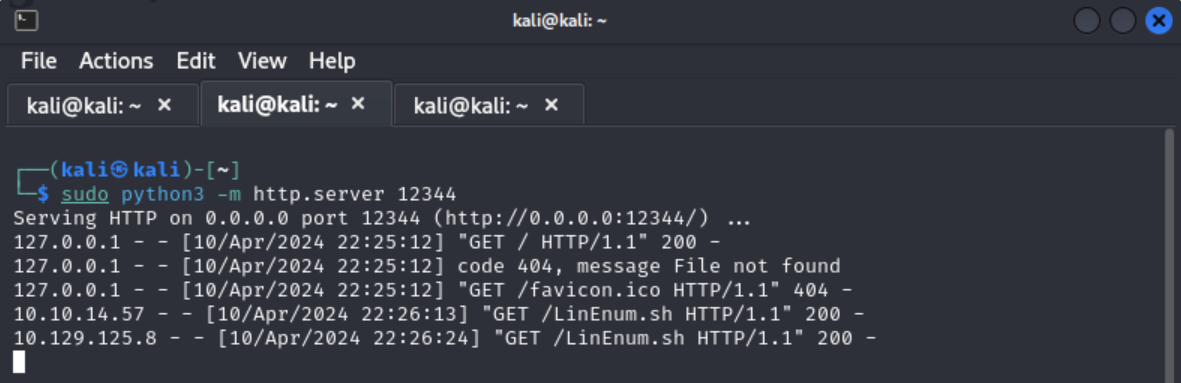 kali@kali: ~
File Actions Edit View Help
kali@kali: ~ × kali@kali: ~ × kali@kali: ~ ×
┌──(kali㉿kali)-[~]
└─$ sudo python3 -m http.server 12344
Serving HTTP on 0.0.0.0 port 12344 (http://0.0.0.0:12344/) ...
127.0.0.1 - - [10/Apr/2024 22:25:12] "GET / HTTP/1.1" 200 -
127.0.0.1 - - [10/Apr/2024 22:25:12] code 404, message File not found
127.0.0.1 - - [10/Apr/2024 22:25:12] "GET /favicon.ico HTTP/1.1" 404 -
10.10.14.57 - - [10/Apr/2024 22:26:13] "GET /LinEnum.sh HTTP/1.1" 200 -
10.129.125.8 - - [10/Apr/2024 22:26:24] "GET /LinEnum.sh HTTP/1.1" 200 -